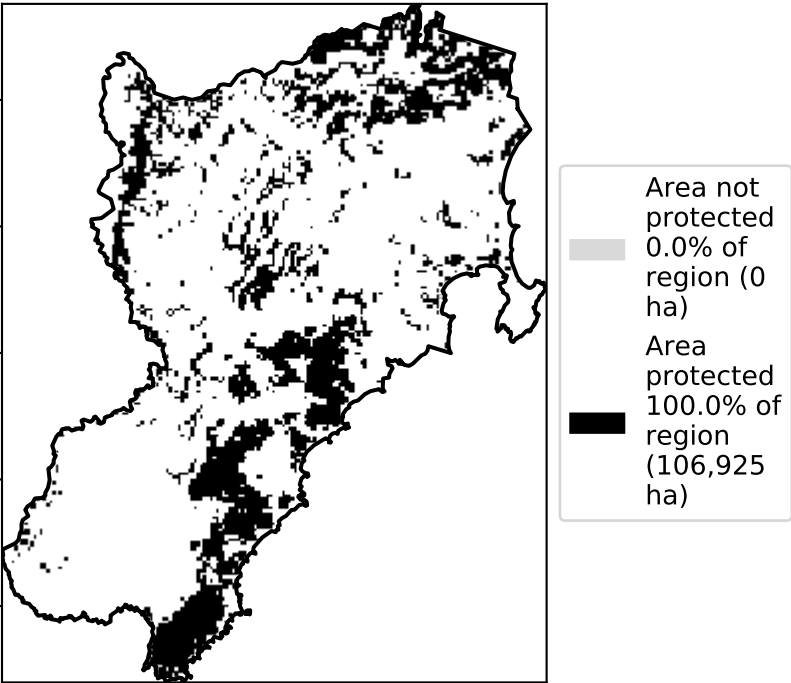 Area not
protected
0.0% of
region (0
ha)
Area
protected
100.0% of
region
(106,925
ha)